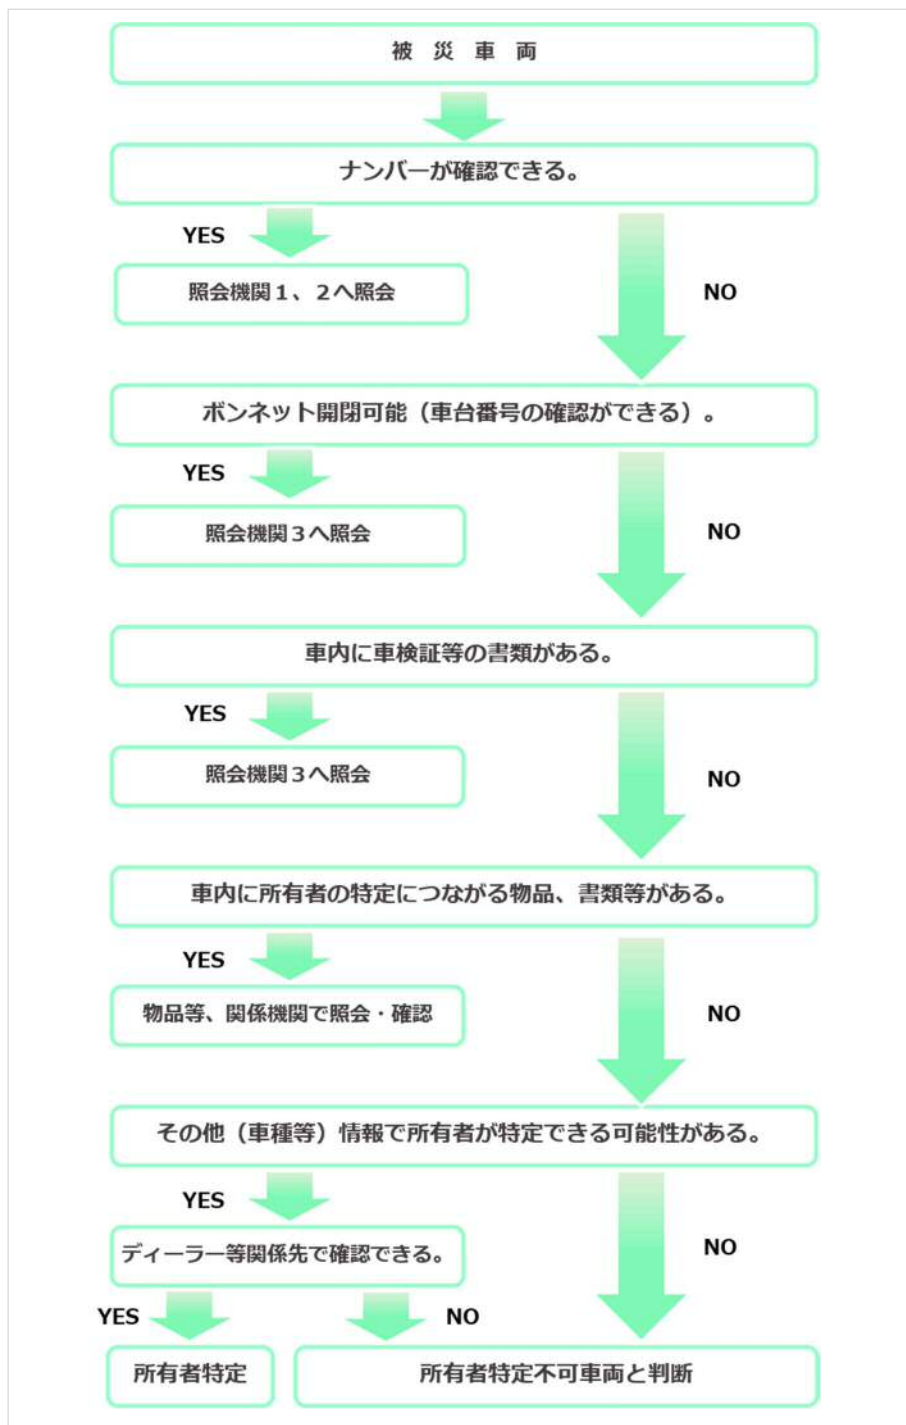 被 災 車 両
ナンバーが確認できる。
YES
照会機関１、２へ照会
NO
ボンネット開閉可能（車台番号の確認ができる）。
YES
照会機関３へ照会
NO
車内に車検証等の書類がある。
YES
照会機関３へ照会
NO
車内に所有者の特定につながる物品、書類等がある。
YES
物品等、関係機関で照会・確認
NO
その他（車種等）情報で所有者が特定できる可能性がある。
YES
ディーラー等関係先で確認できる。
NO
YES
NO
所有者特定
所有者特定不可車両と判断